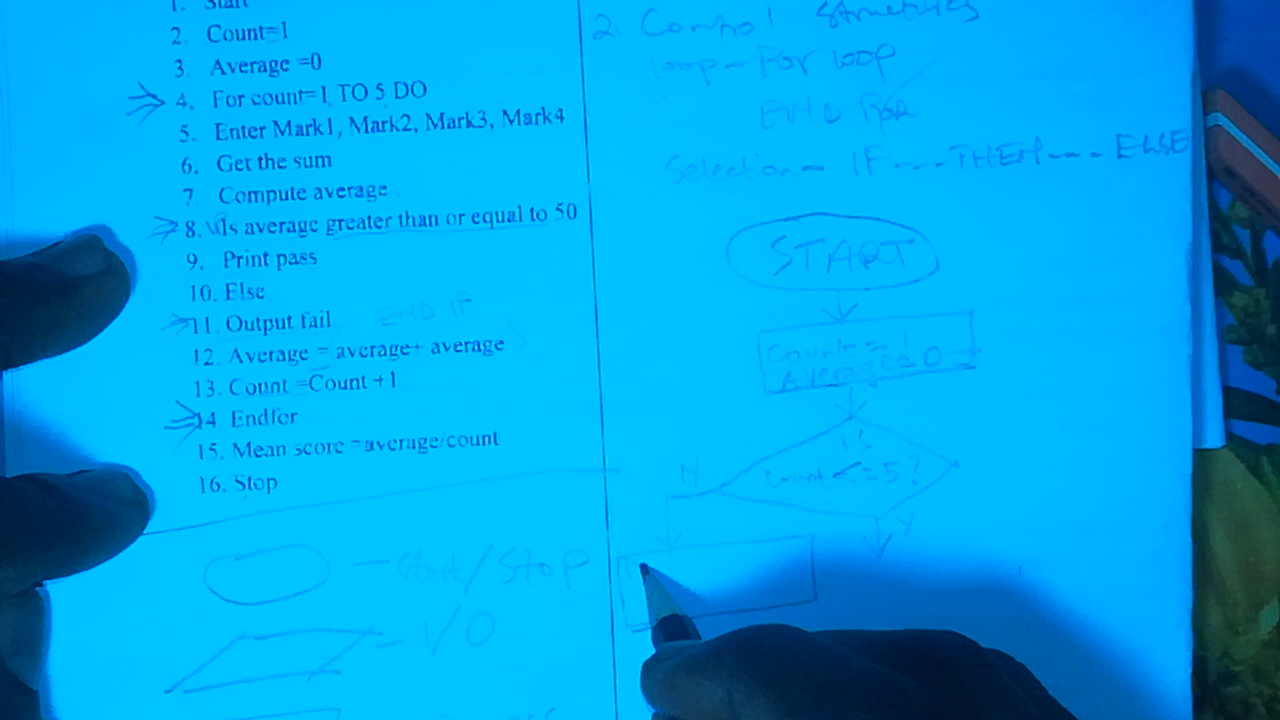 1. Start
2. Count=1
3. Average =0
4. For count=1 TO 5 DO
5. Enter Mark1, Mark2, Mark3, Mark4
6. Get the sum
7. Compute average
8. Is average greater than or equal to 50
9. Print pass
10. Else
11. Output fail END IF
12. Average = average+ average
13. Count =Count +1
14. Endfor
15. Mean score =average/count
16. Stop
- Start/Stop
- I/O
2. Control Structures
loop - For loop
END FOR
Selection - IF---THEN--- ELSE
START
Count = 1
Average = 0
Is
Count <=5?
N
Y